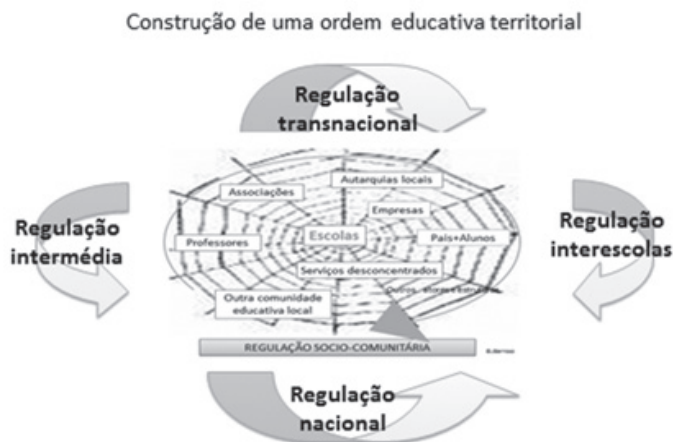 Construção de uma ordem educativa territorial
Regulação
transnacional
Autarquias locais
Associações
Empresas
Regulação
intermédia
Professores
Escolas
Pais+Alunos
Regulação
interescolas
Serviços desconcentrados
Outra comunidade
educativa local
Outros
REGULAÇÃO SOCIO-COMUNITÁRIA
Regulação
nacional